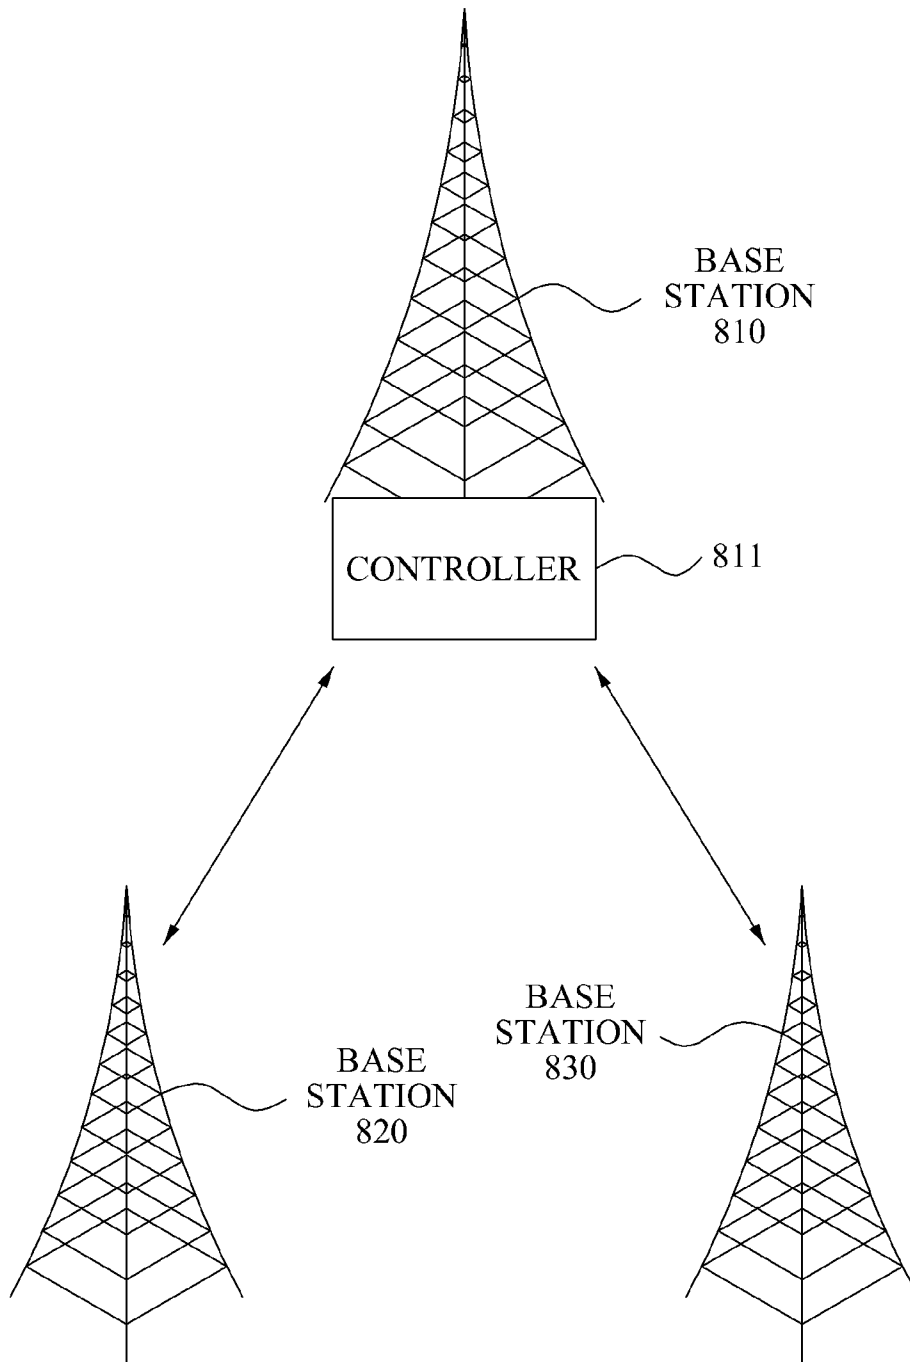 BASE
STATION
810
CONTROLLER
811
BASE
STATION
830
BASE
STATION
820